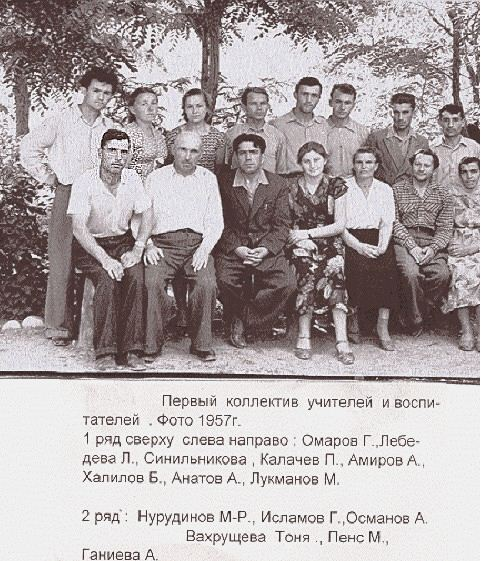 Первый коллектив учителей и воспи-
тателей . Фото 1957г.
1 ряд сверху слева направо : Омаров Г.,Лебе-
дева Л., Синильникова , Калачев П., Амиров А.,
Халилов Б., Анатов А., Лукманов М.
2 ряд : Нурудинов М-Р., Исламов Г.,Османов А.
Вахрущева Тоня ., Пенс М.,
Ганиева А.